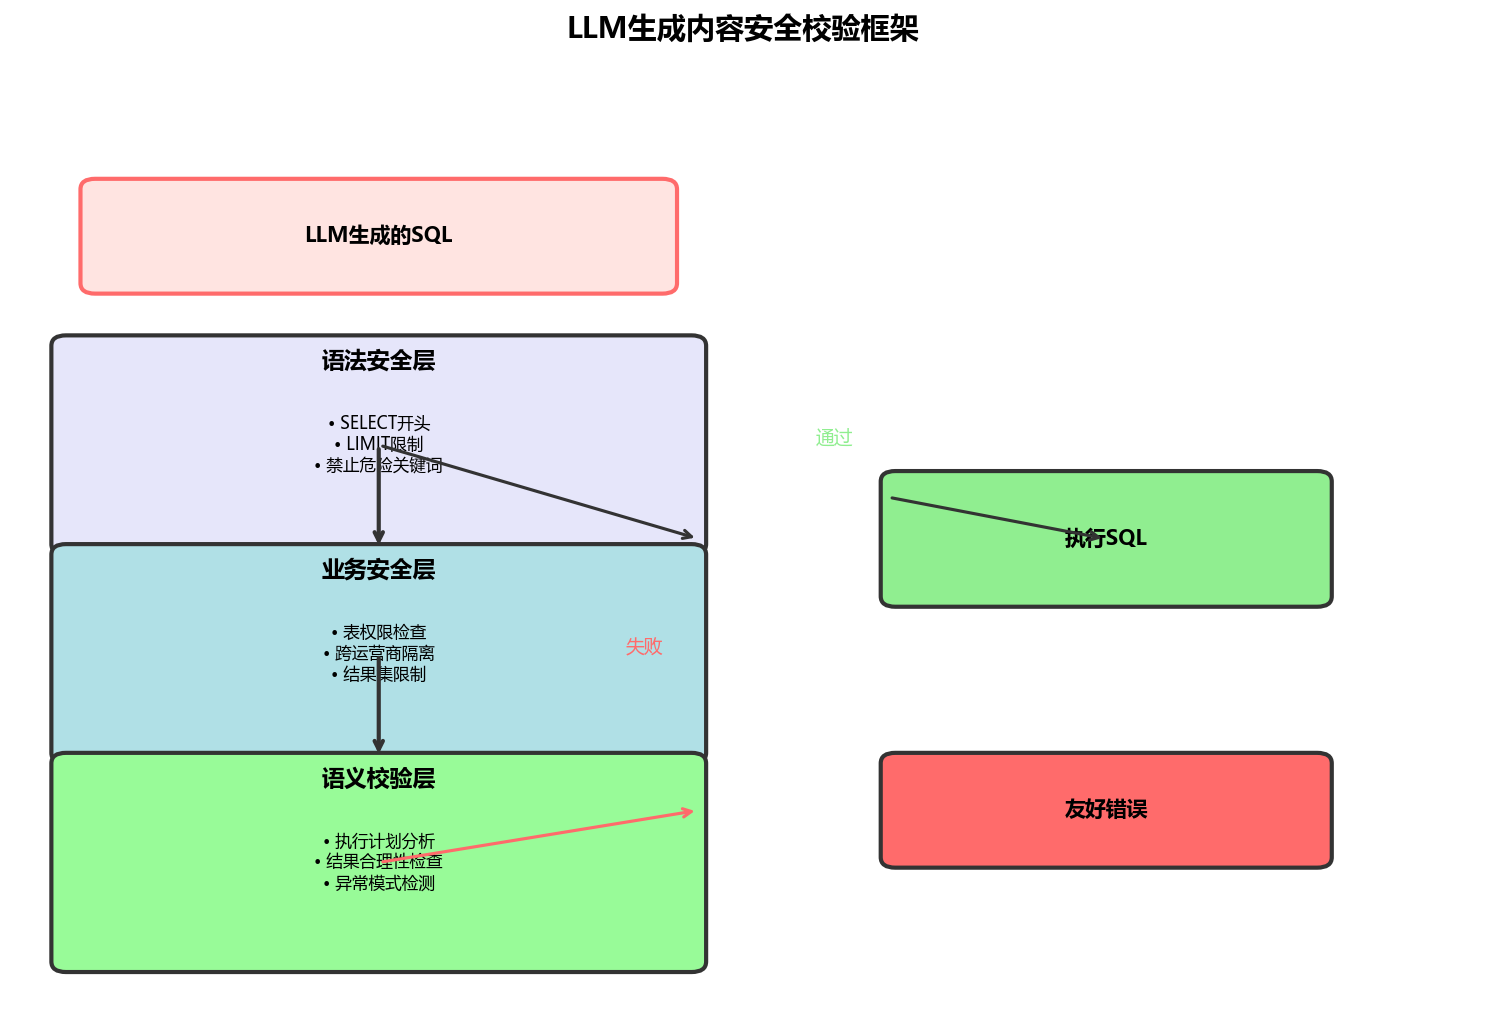 LLM生成内容安全校验框架
LLM生成的SQL
语法安全层
• SELECT开头
• LIMIT限制
• 禁止危险关键词
通过
执行SQL
业务安全层
• 表权限检查
• 跨运营商隔离
• 结果集限制
失败
语义校验层
• 执行计划分析
• 结果合理性检查
• 异常模式检测
友好错误